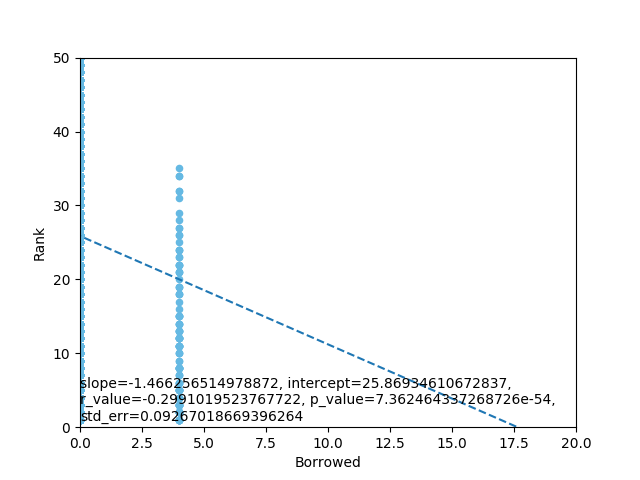 50
40
30
20
10
0
Rank
slope=-1.466256514978872, intercept=25.86934610672837,
r_value=-0.2991019523767722, p_value=7.362464337268726e-54,
std_err=0.09267018669396264
0.0 2.5 5.0 7.5 10.0 12.5 15.0 17.5 20.0
Borrowed